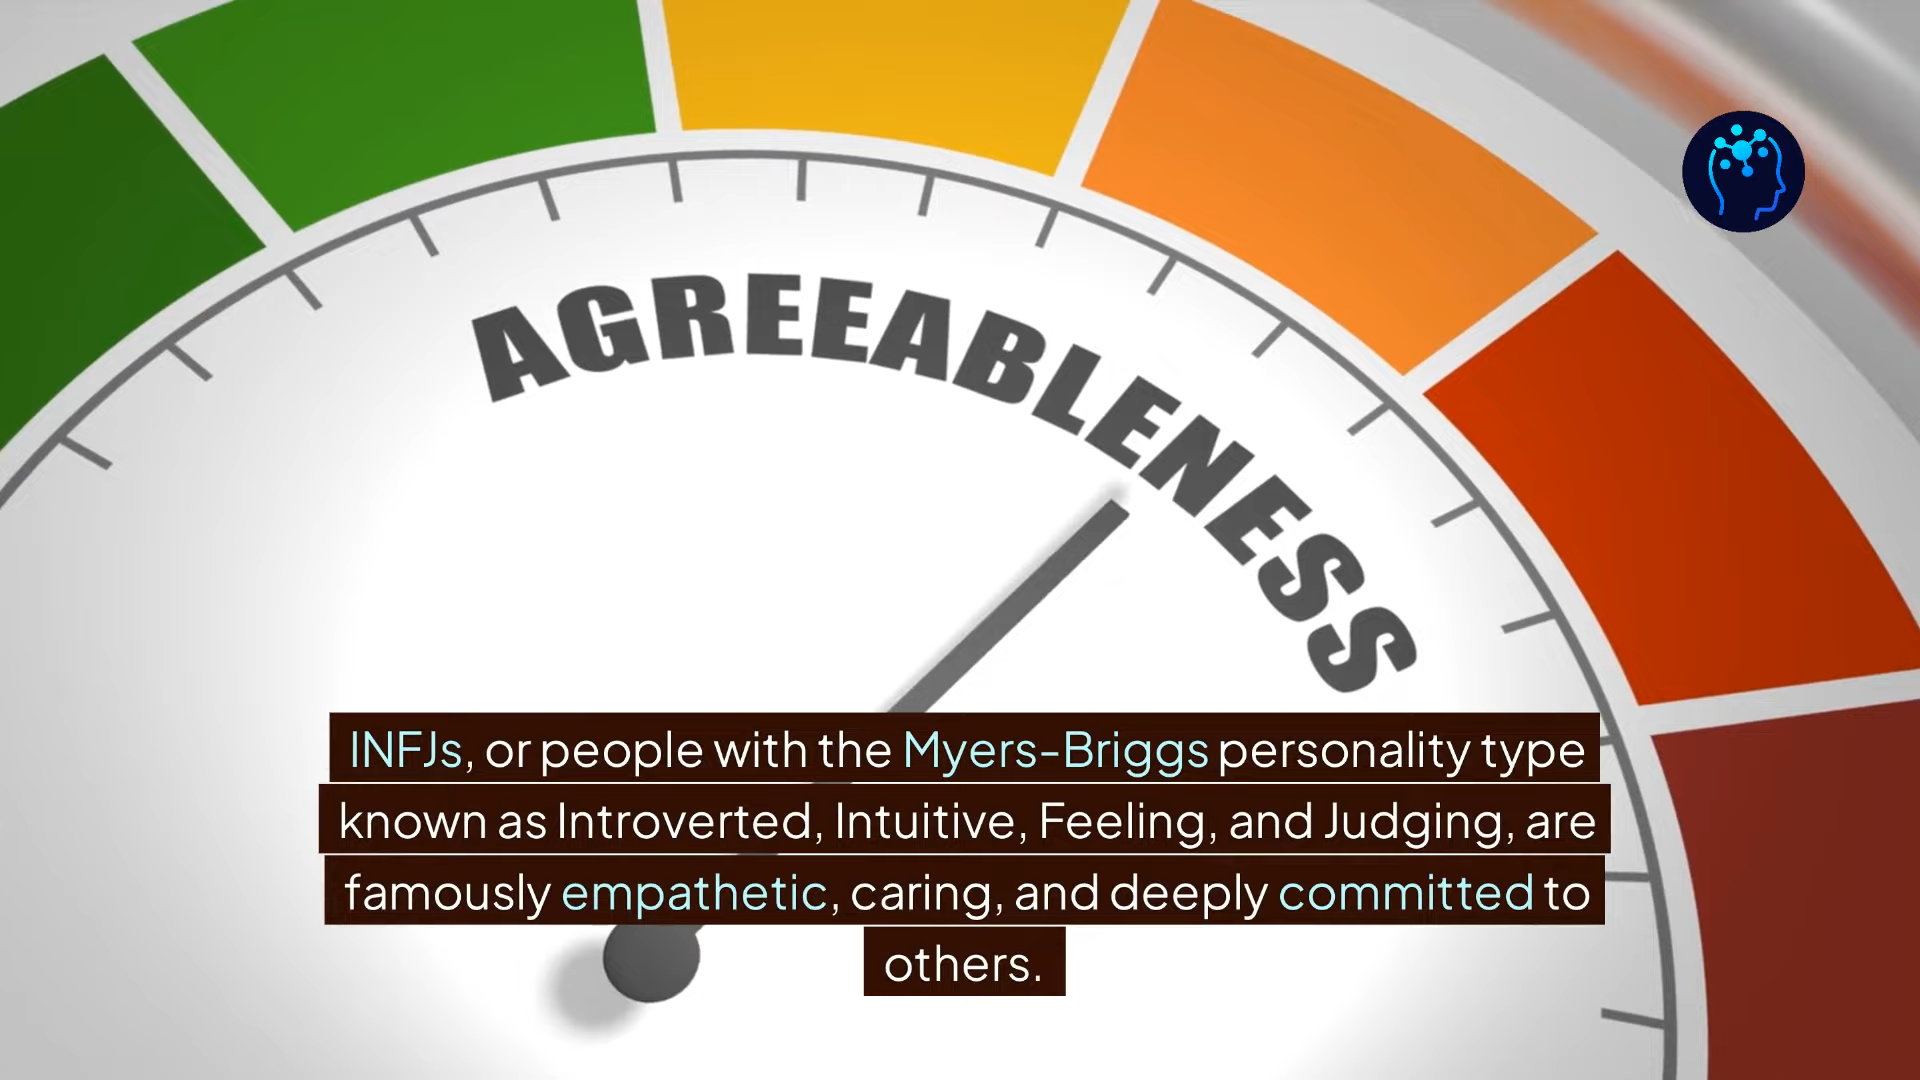 AGREEABLENESS
INFJs, or people with the Myers-Briggs personality type
known as Introverted, Intuitive, Feeling, and Judging, are
famously empathetic, caring, and deeply committed to
others.